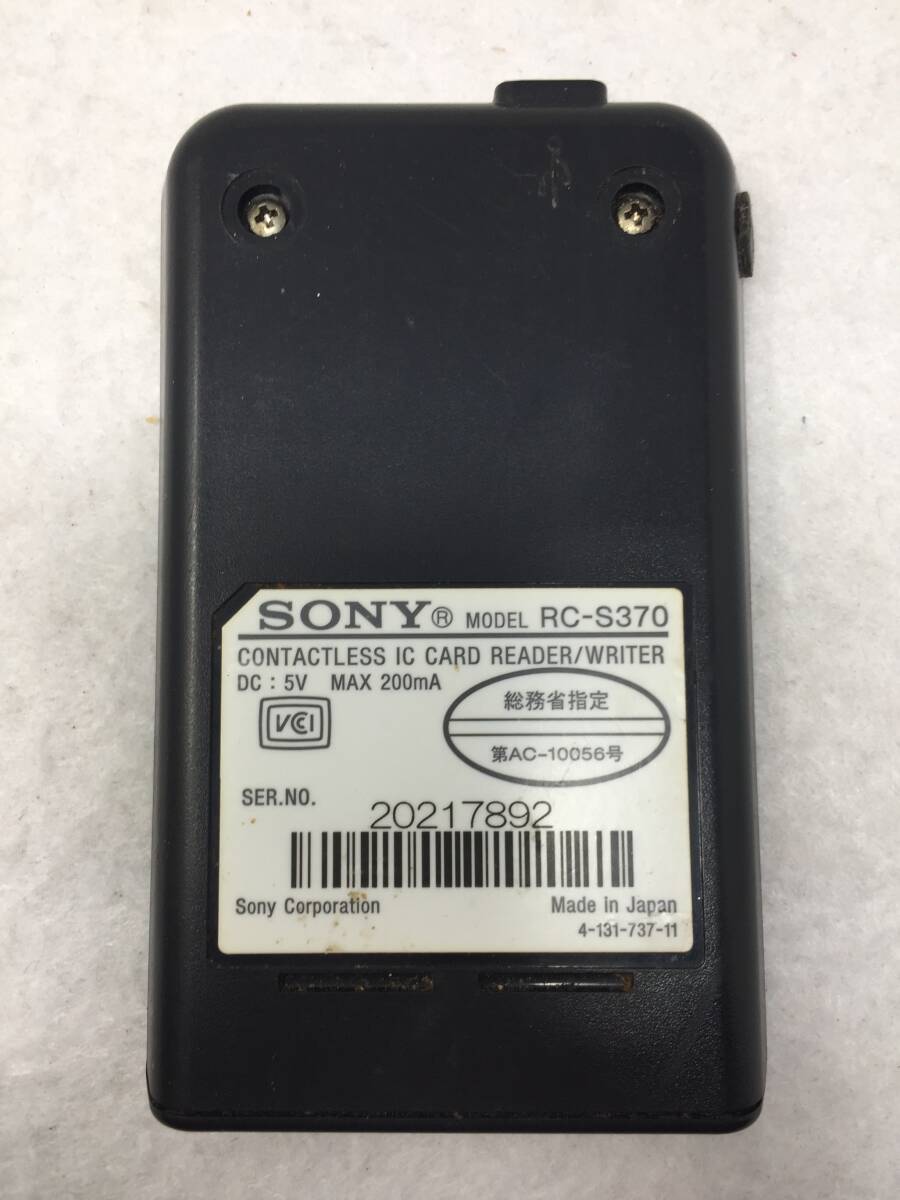 SONY® MODEL RC-S370
CONTACTLESS IC CARD READER/WRITER
DC : 5V MAX 200mA
VCCI
総務省指定
第AC-10056号
SER.NO.
20217892
Sony Corporation
Made in Japan
4-131-737-11